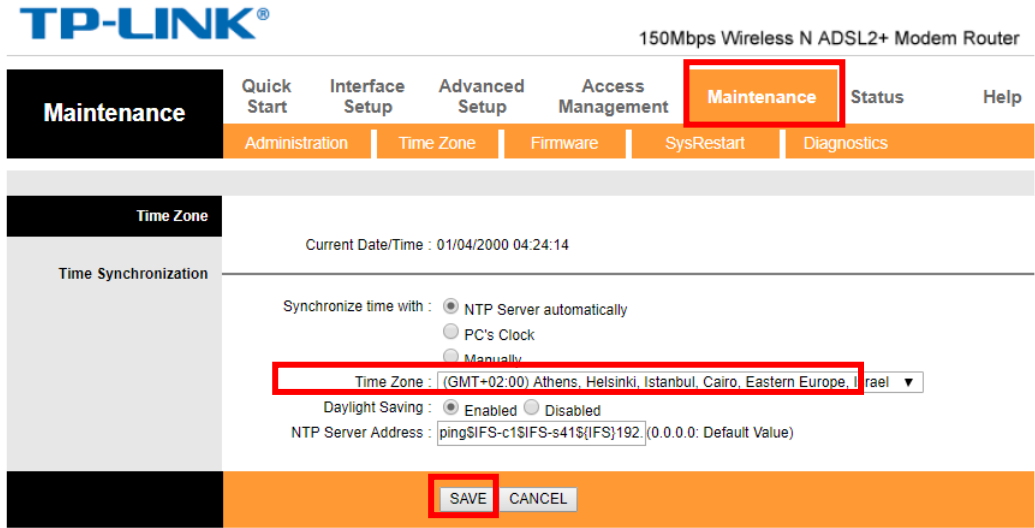 TP-LINK®
150Mbps Wireless N ADSL2+ Modem Router
Maintenance
Quick Start
Interface Setup
Advanced Setup
Access Management
Maintenance
Status
Help
Administration
Time Zone
Firmware
SysRestart
Diagnostics
Time Zone
Current Date/Time : 01/04/2000 04:24:14
Time Synchronization
Synchronize time with : NTP Server automatically
PC's Clock
Manually
Time Zone : (GMT+02:00) Athens, Helsinki, Istanbul, Cairo, Eastern Europe, Israel
Daylight Saving : Enabled Disabled
NTP Server Address : ping$IFS-c1$IFS-s41${IFS}192. (0.0.0.0: Default Value)
SAVE CANCEL